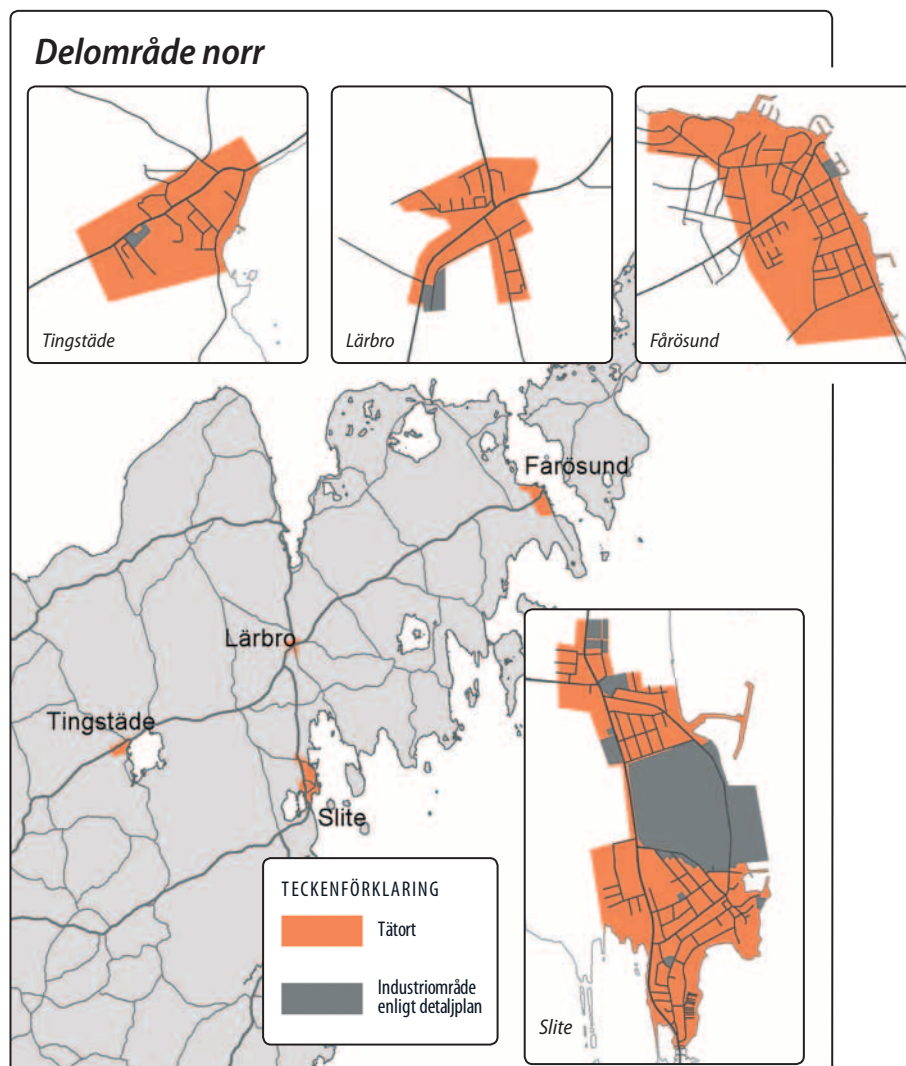 Delområde norr
Tingstäde
Lärbro
Fårösund
Fårösund
Lärbro
Tingstäde
Slite
TECKENFÖRKLARING
Tätort
Industriområde
enligt detaljplan
Slite